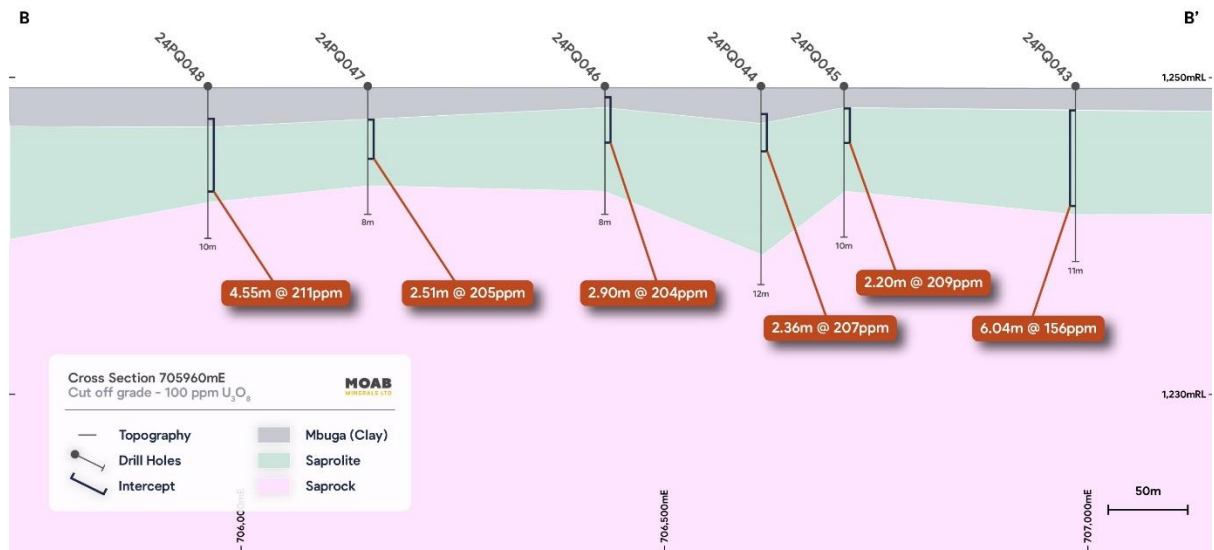 B
B'
24PQ048
24PQ047
24PQ046
24PQ044
24PQ045
24PQ043
1,250mRL
10m
8m
8m
12m
10m
11m
4.55m @ 211ppm
2.51m @ 205ppm
2.90m @ 204ppm
2.36m @ 207ppm
2.20m @ 209ppm
6.04m @ 156ppm
1,230mRL
Cross Section 705960mE
Cut off grade - 100 ppm U₃O₈
MOAB
MINERALS LTD
Topography
Drill Holes
Intercept
Mbuga (Clay)
Saprolite
Saprock
706,00
706,500mE
707,000mE
50m